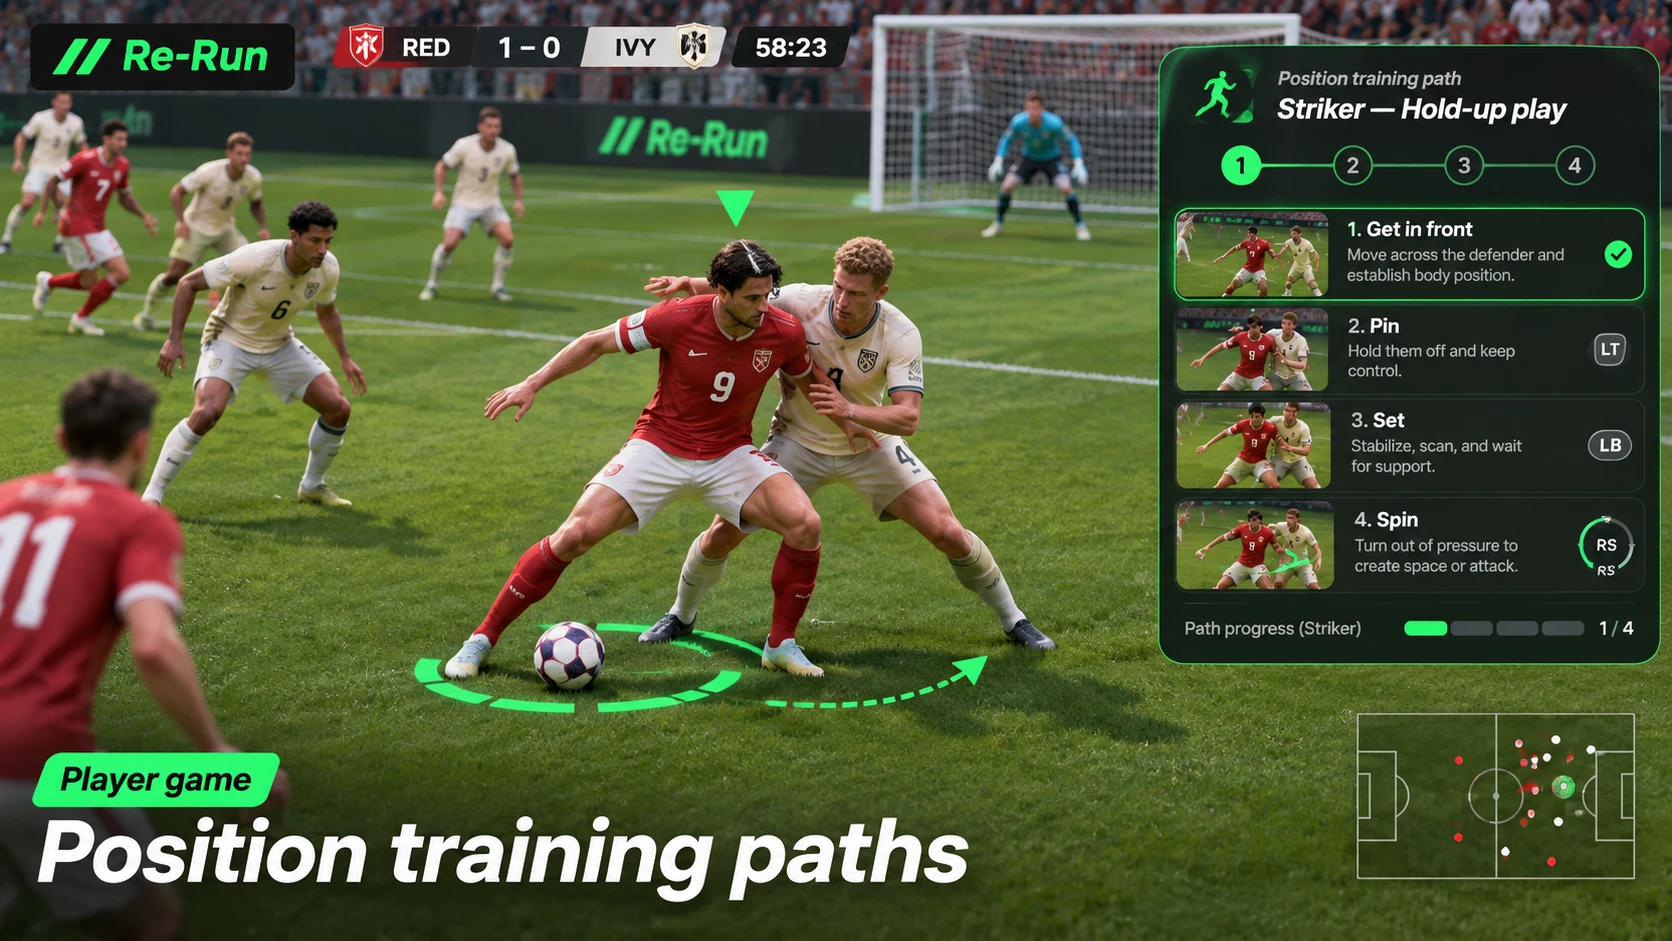 // Re-Run
RED 1 – 0 IVY 58:23
// Re-Run
Position training path
Striker — Hold-up play
1 2 3 4
1. Get in front
Move across the defender and
establish body position.
2. Pin
Hold them off and keep
control.
LT
3. Set
Stabilize, scan, and wait
for support.
LB
4. Spin
Turn out of pressure to
create space or attack.
RS
RS
Path progress (Striker) 1 / 4
7
3
6
9
4
11
Player game
Position training paths